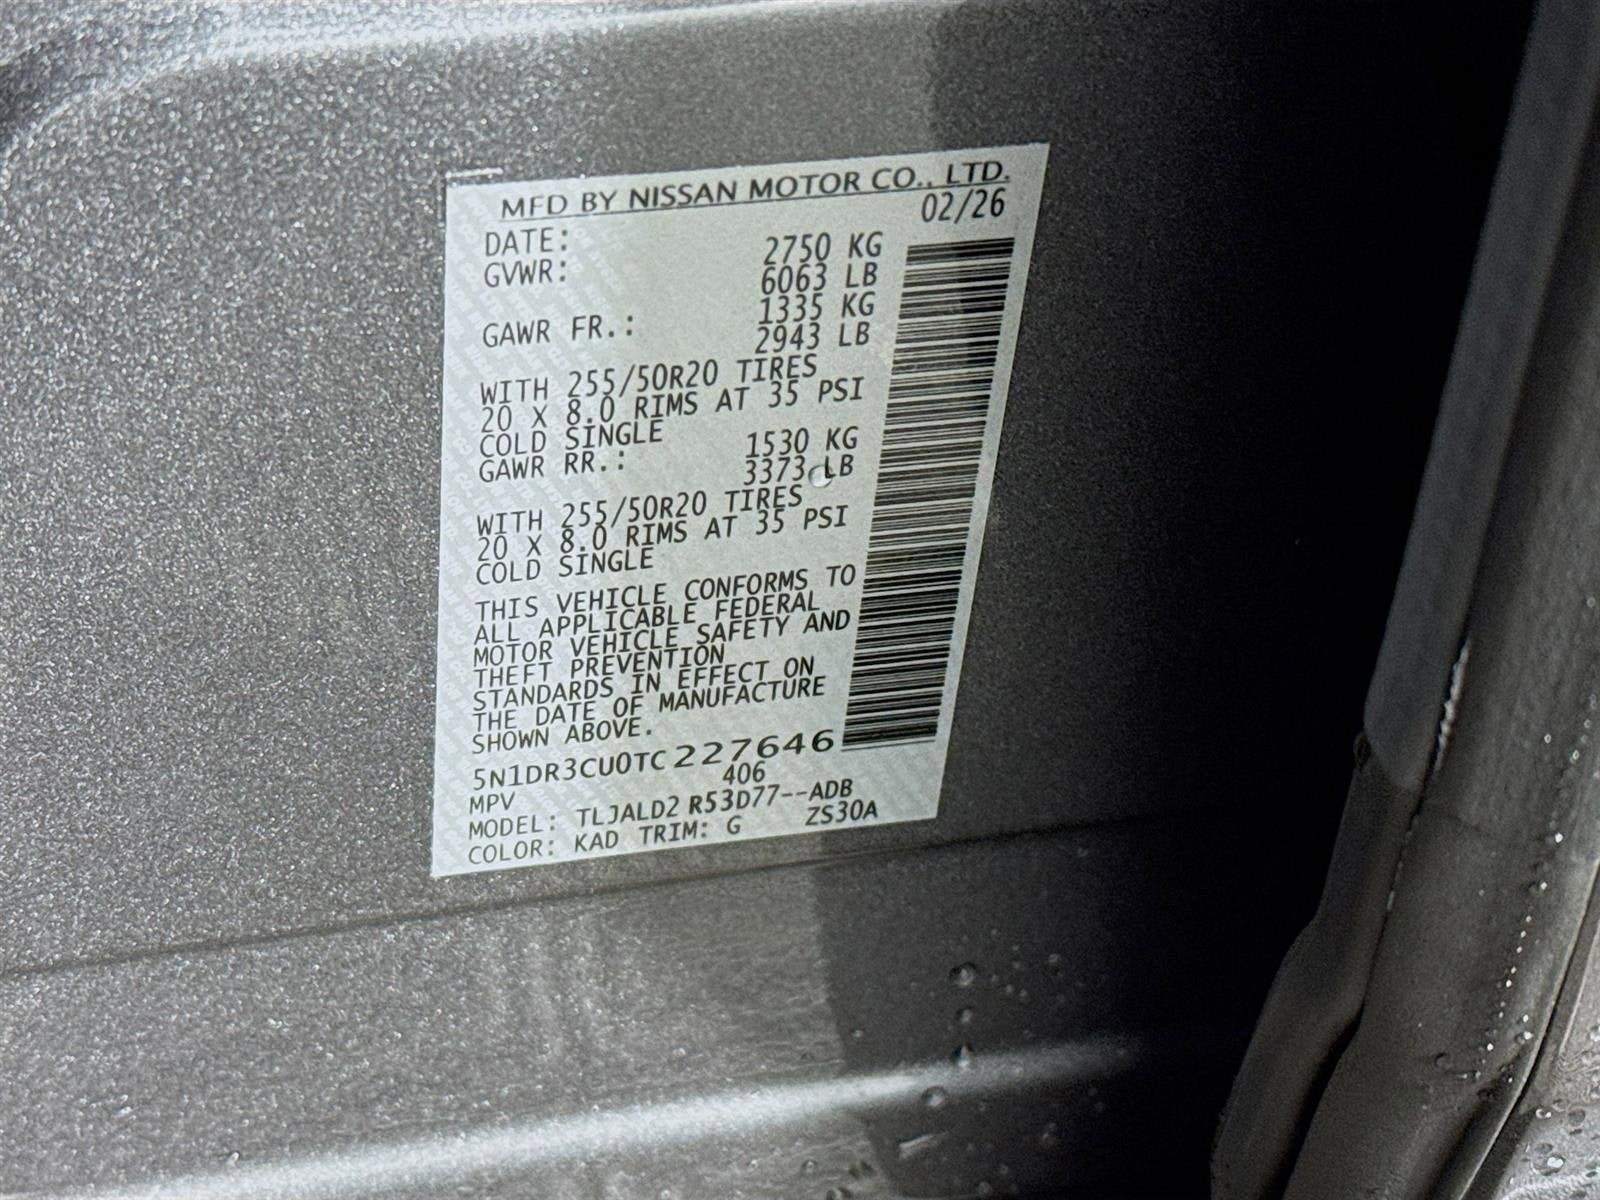 MFD BY NISSAN MOTOR CO., LTD.
DATE: 02/26
GVWR: 2750 KG
6063 LB
GAWR FR.: 1335 KG
2943 LB
WITH 255/50R20 TIRES
20 X 8.0 RIMS AT 35 PSI
COLD SINGLE
GAWR RR.: 1530 KG
3373 LB
WITH 255/50R20 TIRES
20 X 8.0 RIMS AT 35 PSI
COLD SINGLE
THIS VEHICLE CONFORMS TO
ALL APPLICABLE FEDERAL
MOTOR VEHICLE SAFETY AND
THEFT PREVENTION
STANDARDS IN EFFECT ON
THE DATE OF MANUFACTURE
SHOWN ABOVE.
5N1DR3CU0TC227646
MPV 406
MODEL: TLJALD2 R53D77--ADB
COLOR: KAD TRIM: G ZS30A